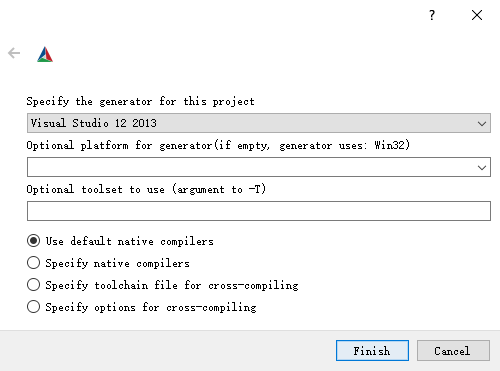 ?
Specify the generator for this project
Visual Studio 12 2013
Optional platform for generator(if empty, generator uses: Win32)
Optional toolset to use (argument to -T)
Use default native compilers
Specify native compilers
Specify toolchain file for cross-compiling
Specify options for cross-compiling
Finish Cancel